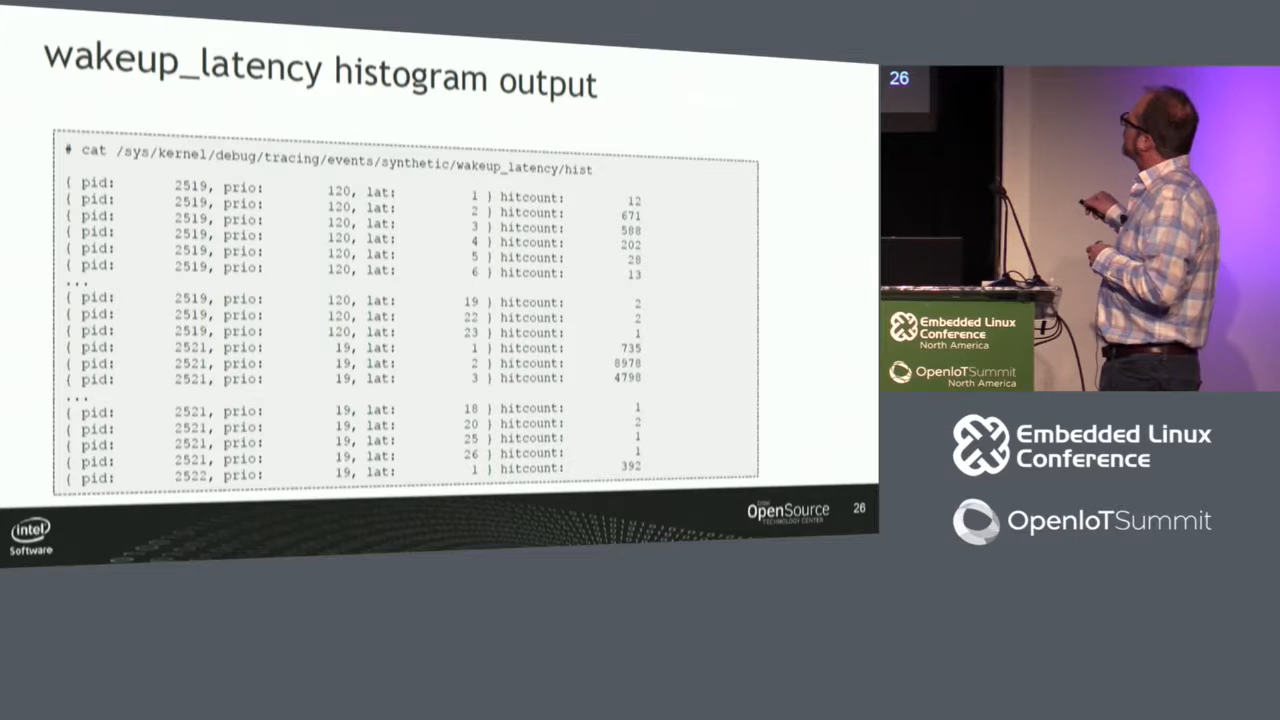 wakeup_latency histogram output
# cat /sys/kernel/debug/tracing/events/synthetic/wakeup_latency/hist
{ pid: 2519, prio: 120, lat: 1 } hitcount: 12
{ pid: 2519, prio: 120, lat: 2 } hitcount: 671
{ pid: 2519, prio: 120, lat: 3 } hitcount: 588
{ pid: 2519, prio: 120, lat: 4 } hitcount: 202
{ pid: 2519, prio: 120, lat: 5 } hitcount: 28
{ pid: 2519, prio: 120, lat: 6 } hitcount: 13
...
{ pid: 2519, prio: 120, lat: 19 } hitcount: 2
{ pid: 2519, prio: 120, lat: 22 } hitcount: 2
{ pid: 2519, prio: 120, lat: 23 } hitcount: 1
{ pid: 2521, prio: 19, lat: 1 } hitcount: 735
{ pid: 2521, prio: 19, lat: 2 } hitcount: 8978
{ pid: 2521, prio: 19, lat: 3 } hitcount: 4798
...
{ pid: 2521, prio: 19, lat: 18 } hitcount: 1
{ pid: 2521, prio: 19, lat: 20 } hitcount: 2
{ pid: 2521, prio: 19, lat: 25 } hitcount: 1
{ pid: 2521, prio: 19, lat: 26 } hitcount: 1
{ pid: 2522, prio: 19, lat: 1 } hitcount: 392
intel
Software
OpenSource
TECHNOLOGY CENTER
26
26
Embedded Linux
Conference
North America
OpenIoTSummit
North America
Embedded Linux
Conference
OpenIoTSummit